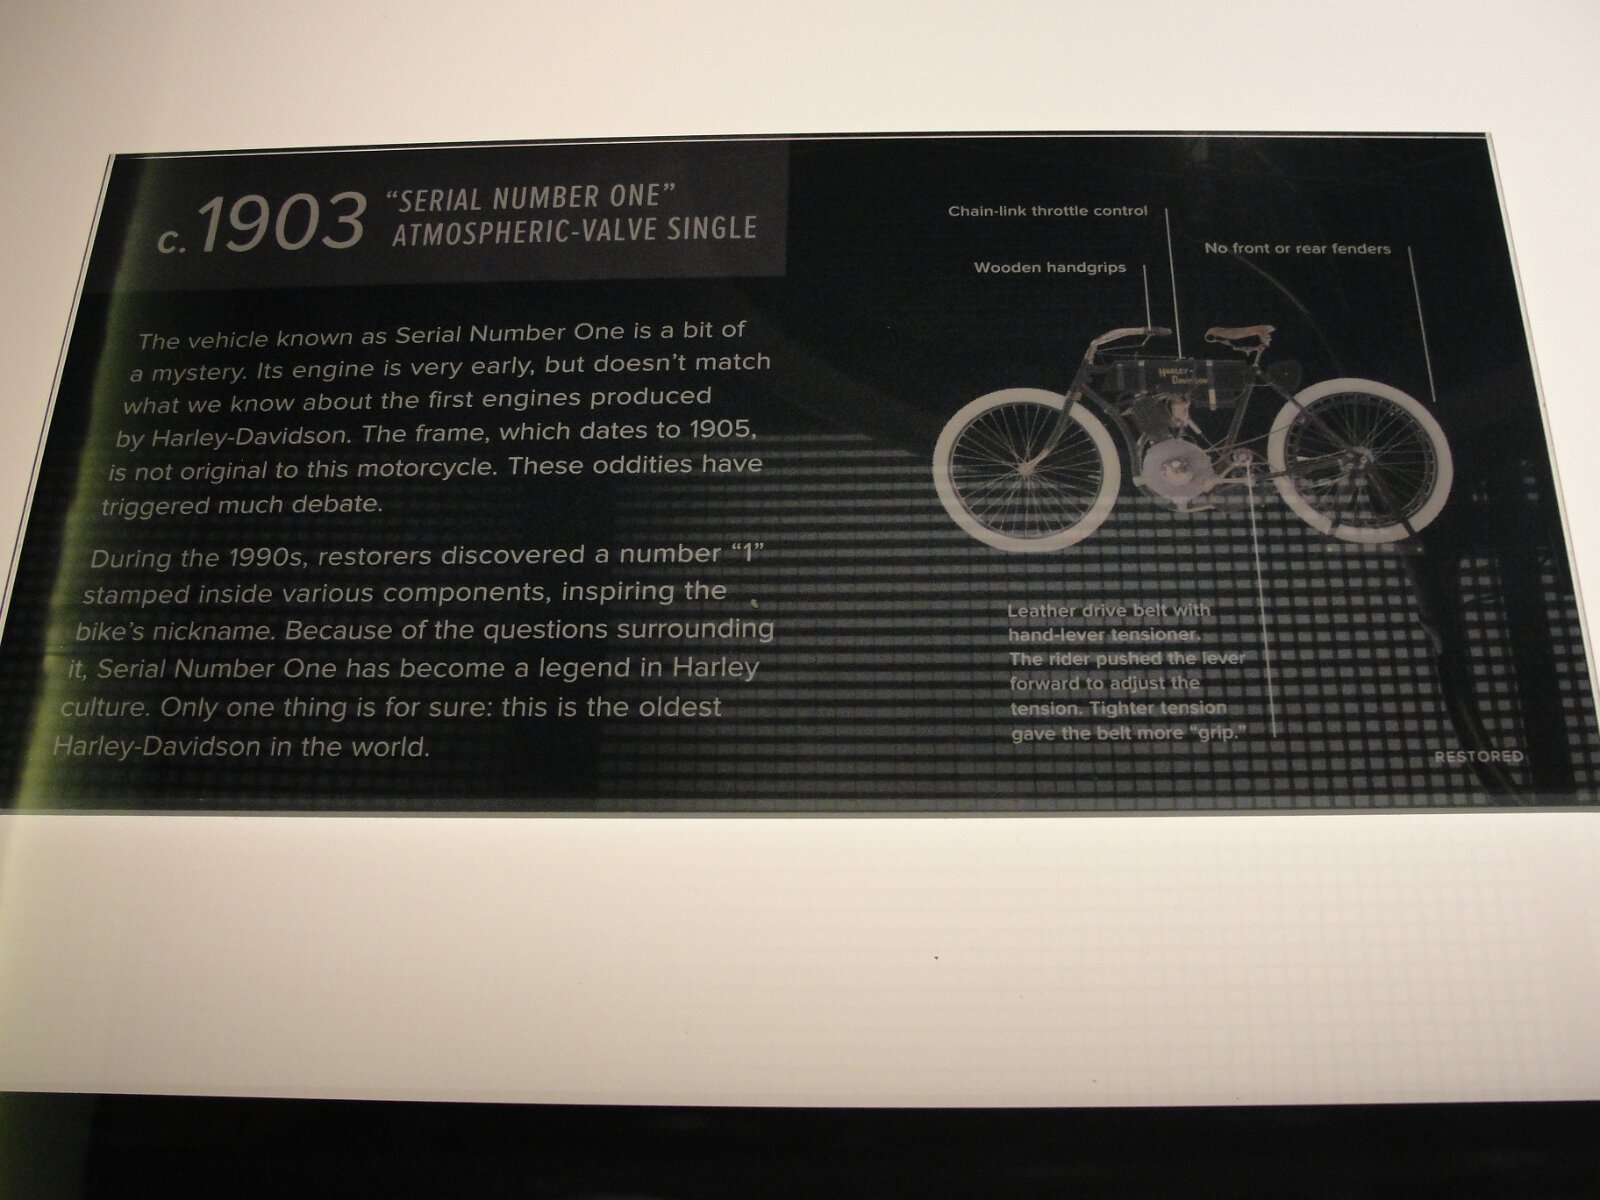 c. 1903 “SERIAL NUMBER ONE”
ATMOSPHERIC-VALVE SINGLE
The vehicle known as Serial Number One is a bit of
a mystery. Its engine is very early, but doesn't match
what we know about the first engines produced
by Harley-Davidson. The frame, which dates to 1905,
is not original to this motorcycle. These oddities have
triggered much debate.
During the 1990s, restorers discovered a number “1”
stamped inside various components, inspiring the
bike's nickname. Because of the questions surrounding
it, Serial Number One has become a legend in Harley
culture. Only one thing is for sure: this is the oldest
Harley-Davidson in the world.
Chain-link throttle control
No front or rear fenders
Wooden handgrips
HARLEY-
DAVIDSON
Leather drive belt with
hand-lever tensioner.
The rider pushed the lever
forward to adjust the
tension. Tighter tension
gave the belt more “grip.”
RESTORED